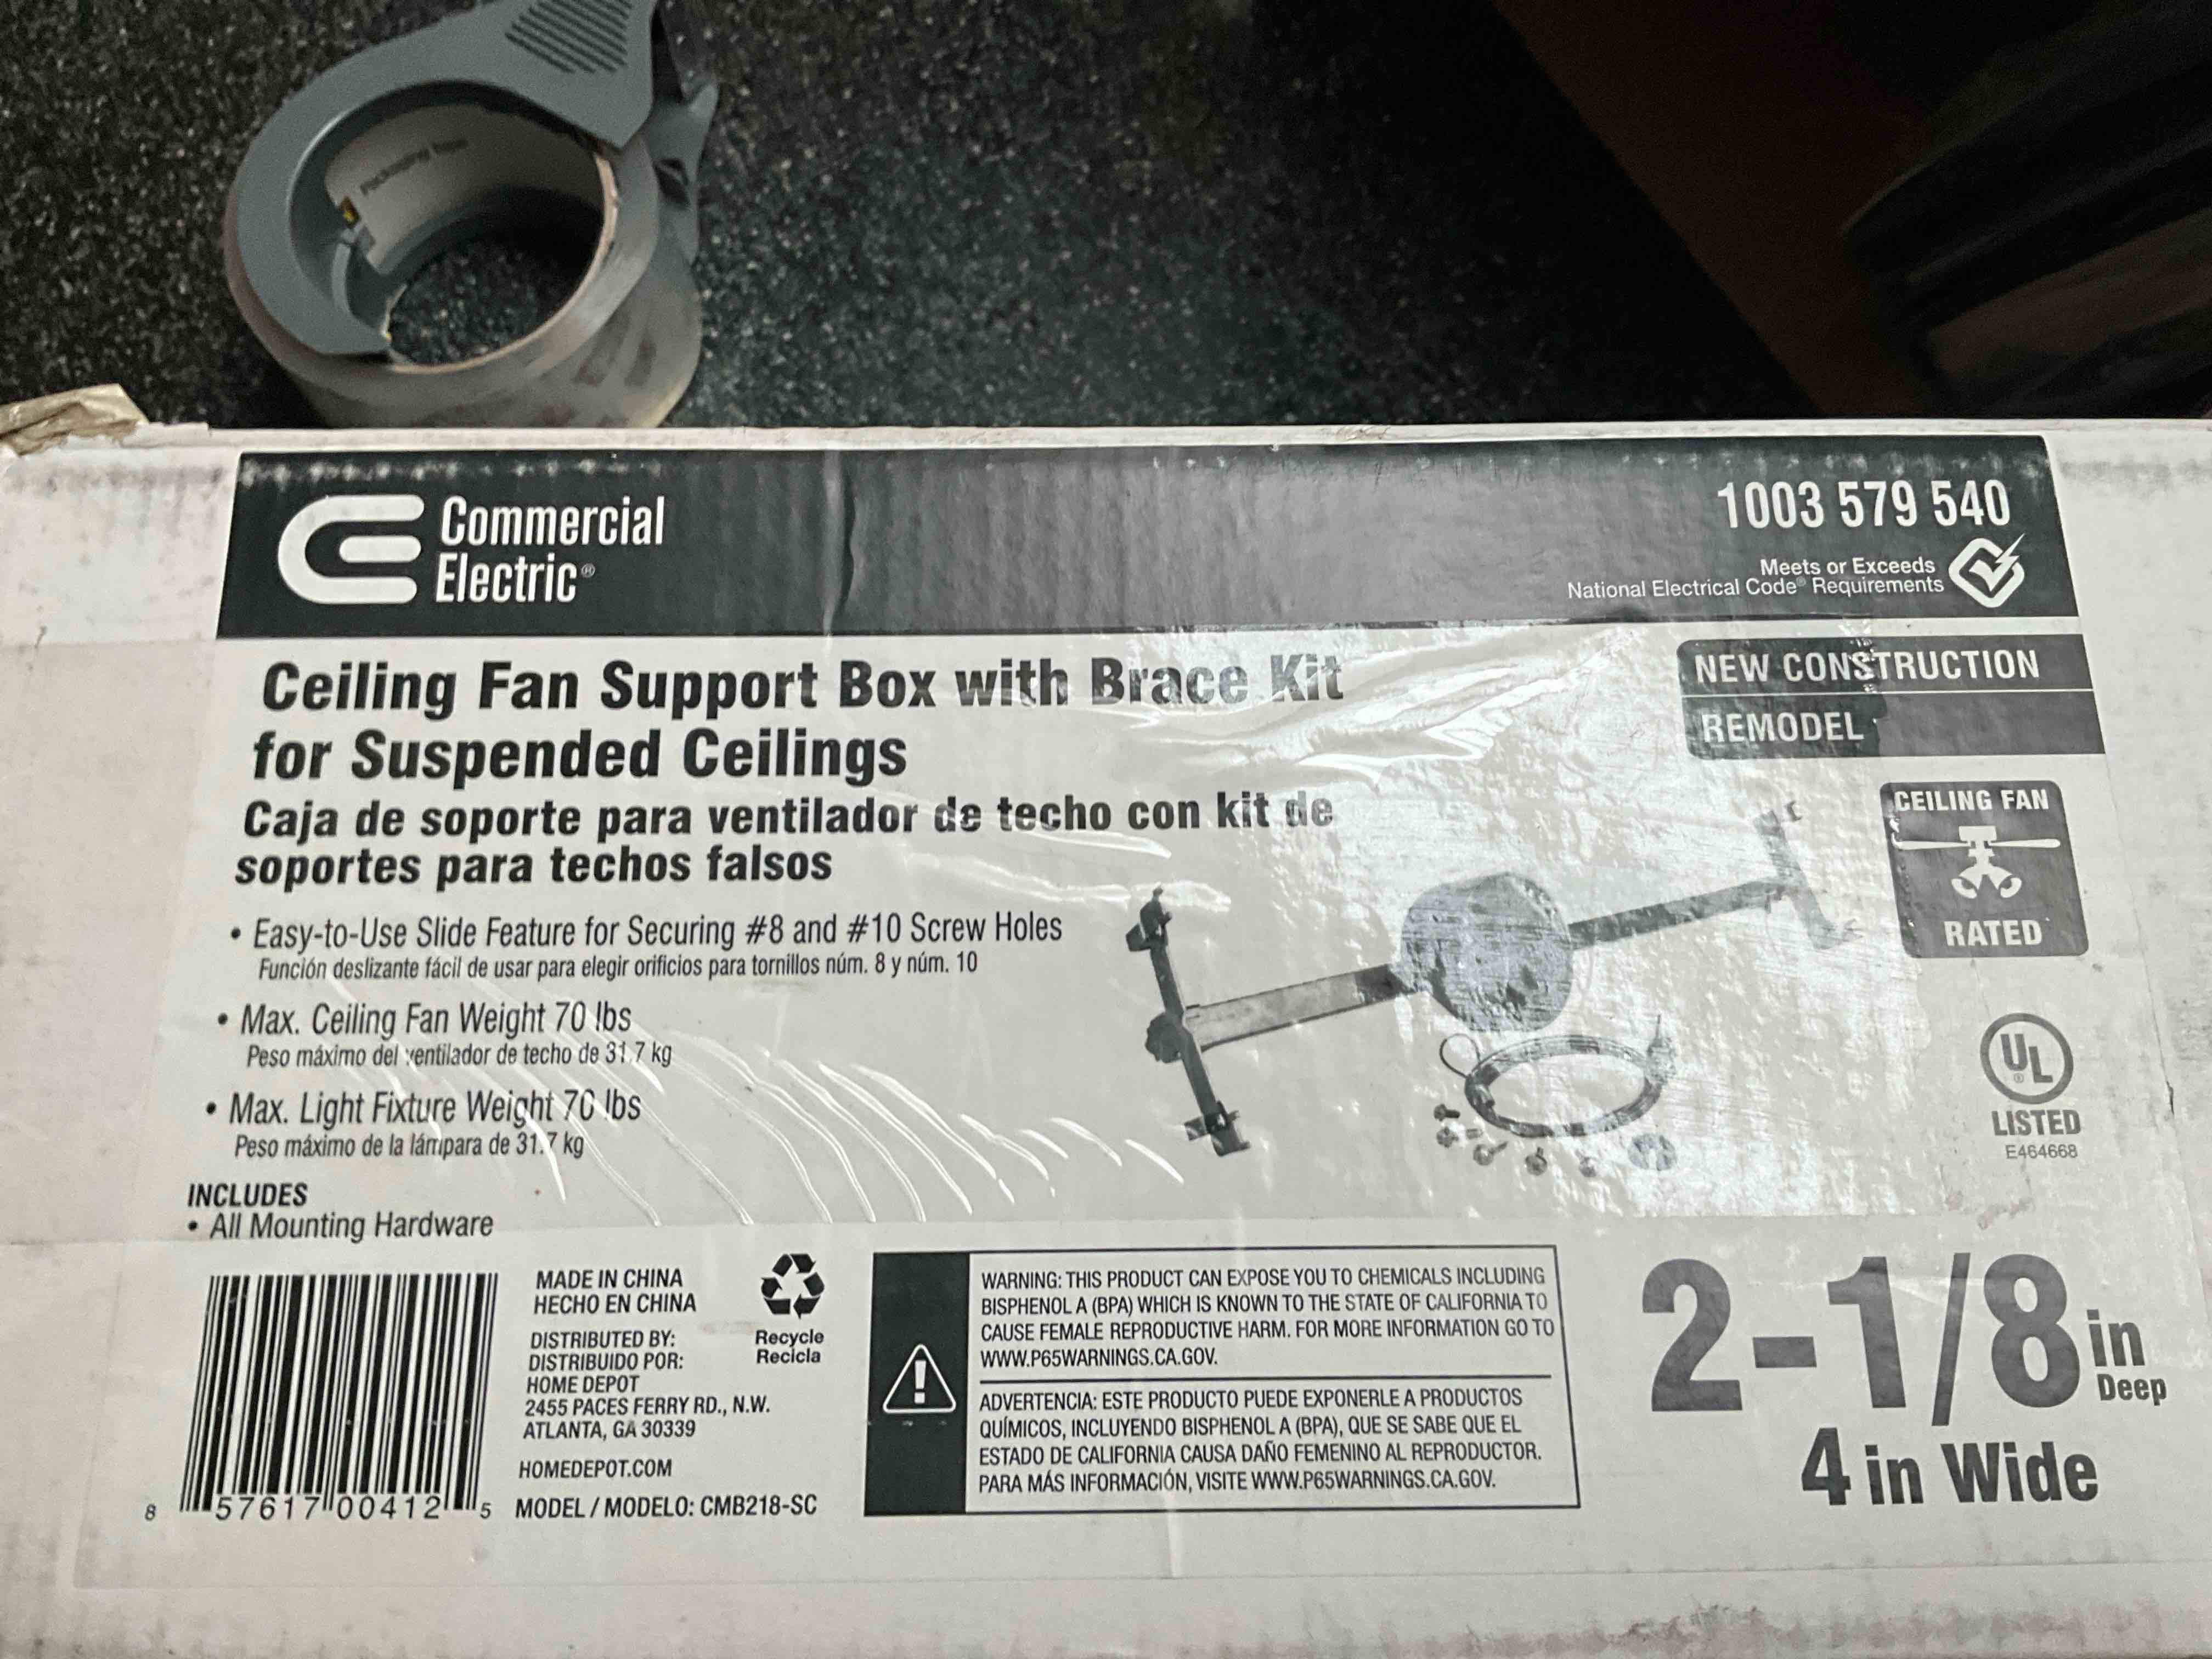 Packaging Tape
Commercial
Electric®
1003 579 540
Meets or Exceeds
National Electrical Code® Requirements
Ceiling Fan Support Box with Brace Kit
for Suspended Ceilings
Caja de soporte para ventilador de techo con kit de
soportes para techos falsos
NEW CONSTRUCTION
REMODEL
CEILING FAN
RATED
• Easy-to-Use Slide Feature for Securing #8 and #10 Screw Holes
Función deslizante fácil de usar para elegir orificios para tornillos núm. 8 y núm. 10
• Max. Ceiling Fan Weight 70 lbs
Peso máximo del ventilador de techo de 31.7 kg
• Max. Light Fixture Weight 70 lbs
Peso máximo de la lámpara de 31.7 kg
UL
®
LISTED
E464668
INCLUDES
• All Mounting Hardware
8 57617 00412 5
MADE IN CHINA
HECHO EN CHINA
DISTRIBUTED BY:
DISTRIBUIDO POR:
HOME DEPOT
2455 PACES FERRY RD., N.W.
ATLANTA, GA 30339
HOMEDEPOT.COM
MODEL / MODELO: CMB218-SC
Recycle
Recicla
WARNING: THIS PRODUCT CAN EXPOSE YOU TO CHEMICALS INCLUDING
BISPHENOL A (BPA) WHICH IS KNOWN TO THE STATE OF CALIFORNIA TO
CAUSE FEMALE REPRODUCTIVE HARM. FOR MORE INFORMATION GO TO
WWW.P65WARNINGS.CA.GOV.
ADVERTENCIA: ESTE PRODUCTO PUEDE EXPONERLE A PRODUCTOS
QUÍMICOS, INCLUYENDO BISPHENOL A (BPA), QUE SE SABE QUE EL
ESTADO DE CALIFORNIA CAUSA DAÑO FEMENINO AL REPRODUCTOR.
PARA MÁS INFORMACIÓN, VISITE WWW.P65WARNINGS.CA.GOV.
2-1/8 in
Deep
4 in Wide